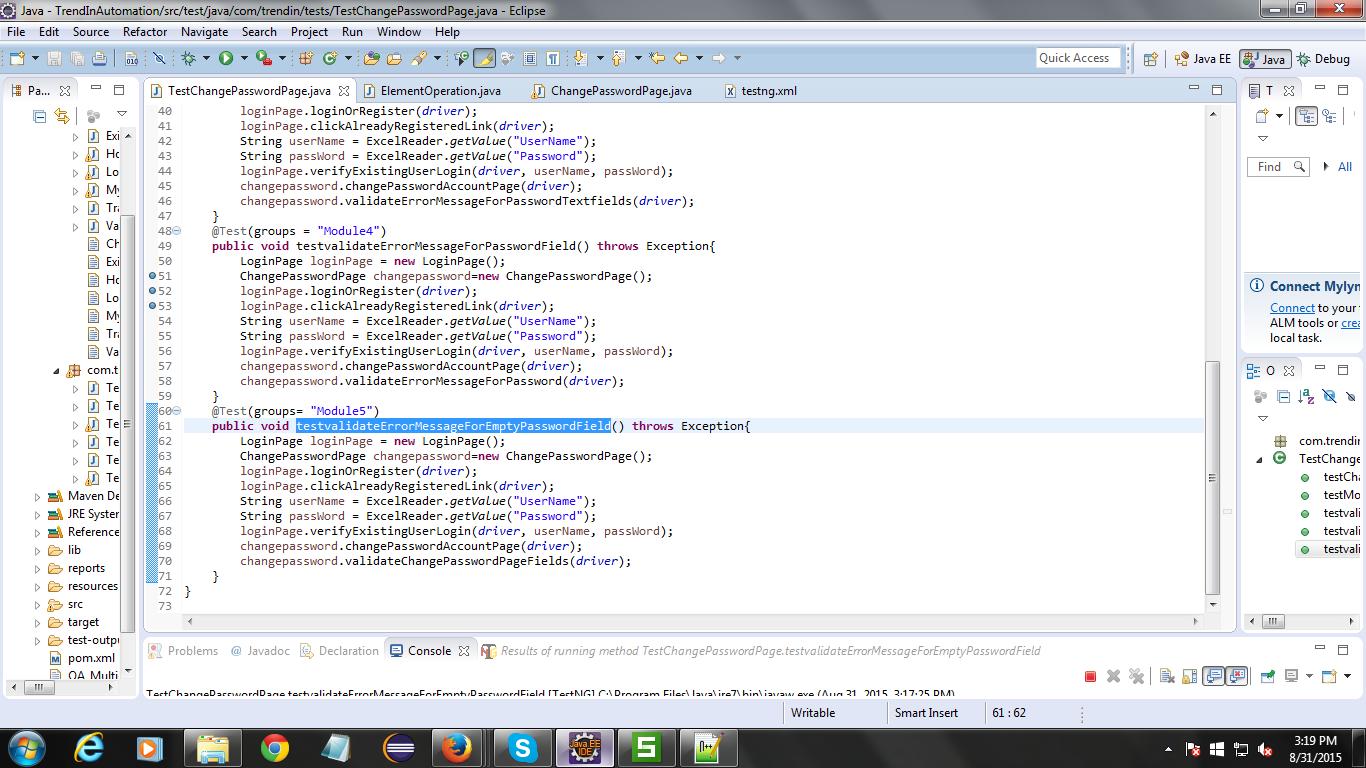 Java - TrendInAutomation/src/test/java/com/trendin/tests/TestChangePasswordPage.java - Eclipse
File Edit Source Refactor Navigate Search Project Run Window Help
Quick Access Java EE Java Debug
Pa... TestChangePasswordPage.java ElementOperation.java ChangePasswordPage.java testng.xml T
Exi
Ho
Lo
My
Tra
Va
Ch
Exi
Ho
Lo
My
Tra
Va
com.t
Te
Te
Te
Te
Te
Te
Maven De
JRE System
Reference
lib
reports
resources
src
target
test-outpu
pom.xml
QA_Multi
40 loginPage.loginOrRegister(driver);
41 loginPage.clickAlreadyRegisteredLink(driver);
42 String userName = ExcelReader.getValue("UserName");
43 String passWord = ExcelReader.getValue("Password");
44 loginPage.verifyExistingUserLogin(driver, userName, passWord);
45 changepassword.changePasswordAccountPage(driver);
46 changepassword.validateErrorMessageForPasswordTextfields(driver);
47 }
48 @Test(groups = "Module4")
49 public void testvalidateErrorMessageForPasswordField() throws Exception{
50 LoginPage loginPage = new LoginPage();
51 ChangePasswordPage changepassword=new ChangePasswordPage();
52 loginPage.loginOrRegister(driver);
53 loginPage.clickAlreadyRegisteredLink(driver);
54 String userName = ExcelReader.getValue("UserName");
55 String passWord = ExcelReader.getValue("Password");
56 loginPage.verifyExistingUserLogin(driver, userName, passWord);
57 changepassword.changePasswordAccountPage(driver);
58 changepassword.validateErrorMessageForPassword(driver);
59 }
60 @Test(groups= "Module5")
61 public void testvalidateErrorMessageForEmptyPasswordField() throws Exception{
62 LoginPage loginPage = new LoginPage();
63 ChangePasswordPage changepassword=new ChangePasswordPage();
64 loginPage.loginOrRegister(driver);
65 loginPage.clickAlreadyRegisteredLink(driver);
66 String userName = ExcelReader.getValue("UserName");
67 String passWord = ExcelReader.getValue("Password");
68 loginPage.verifyExistingUserLogin(driver, userName, passWord);
69 changepassword.changePasswordAccountPage(driver);
70 changepassword.validateChangePasswordPageFields(driver);
71 }
72 }
73
Find All
Connect Mylyn
Connect to your
ALM tools or crea
local task.
O
com.trendin
TestChange
testCha
testMo
testvali
testvali
testvali
Problems @ Javadoc Declaration Console Results of running method TestChangePasswordPage.testvalidateErrorMessageForEmptyPasswordField
TestChangePasswordPage.testvalidateErrorMessageForEmptyPasswordField [TestNG] C:\Program Files\Java\jre7\bin\javaw.exe (Aug 31, 2015, 3:17:25 PM)
Writable Smart Insert 61 : 62
Java EE IDE
3:19 PM
8/31/2015